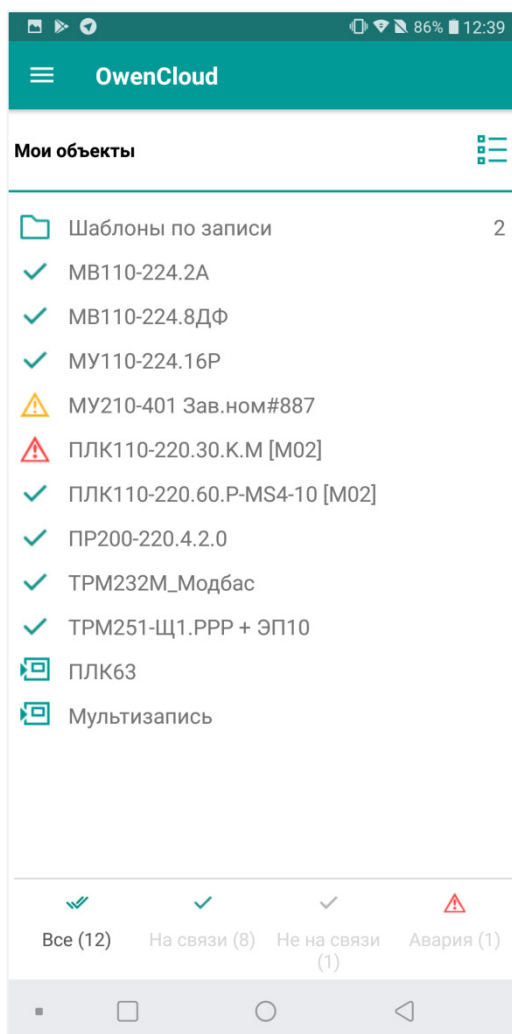 86% 12:39
OwenCloud
Мои объекты
Шаблоны по записи 2
МВ110-224.2А
МВ110-224.8ДФ
МУ110-224.16Р
МУ210-401 Зав.ном#887
ПЛК110-220.30.К.М [М02]
ПЛК110-220.60.Р-MS4-10 [М02]
ПР200-220.4.2.0
ТРМ232М_Модбас
ТРМ251-Щ1.РРР + ЭП10
ПЛК63
Мультизапись
Все (12) На связи (8) Не на связи Авария (1)
(1)